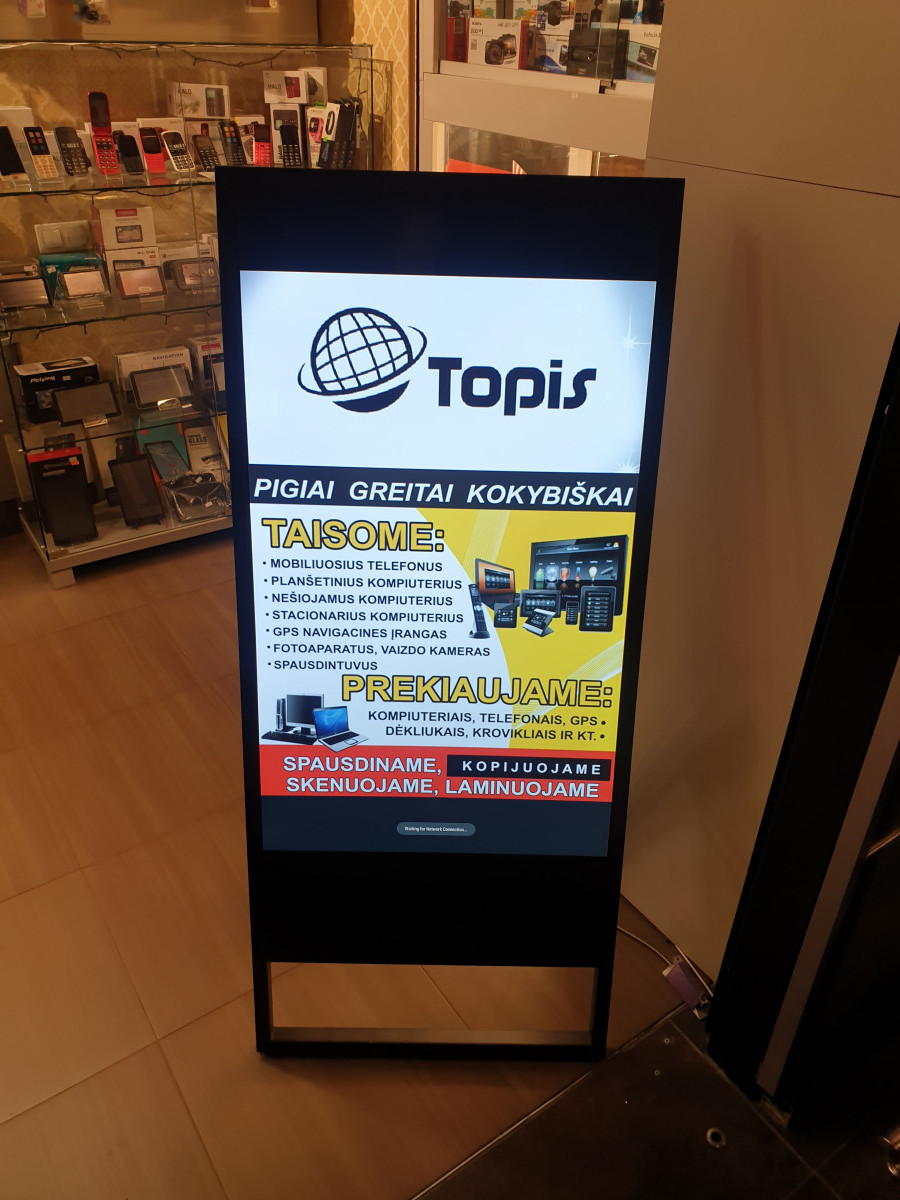 Topis
PIGIAI GREITAI KOKYBIŠKAI
TAISOME:
• MOBILIUOSIUS TELEFONUS
• PLANŠETINIUS KOMPIUTERIUS
• NEŠIOJAMUS KOMPIUTERIUS
• STACIONARIUS KOMPIUTERIUS
• GPS NAVIGACINES ĮRANGAS
• FOTOAPARATUS, VAIZDO KAMERAS
• SPAUSDINTUVUS
PREKIAUJAME:
KOMPIUTERIAIS, TELEFONAIS, GPS •
DĖKLIUKAIS, KROVIKLIAIS IR KT. •
SPAUSDINAME, KOPIJUOJAME
SKENUOJAME, LAMINUOJAME
Waiting for Network Connection...